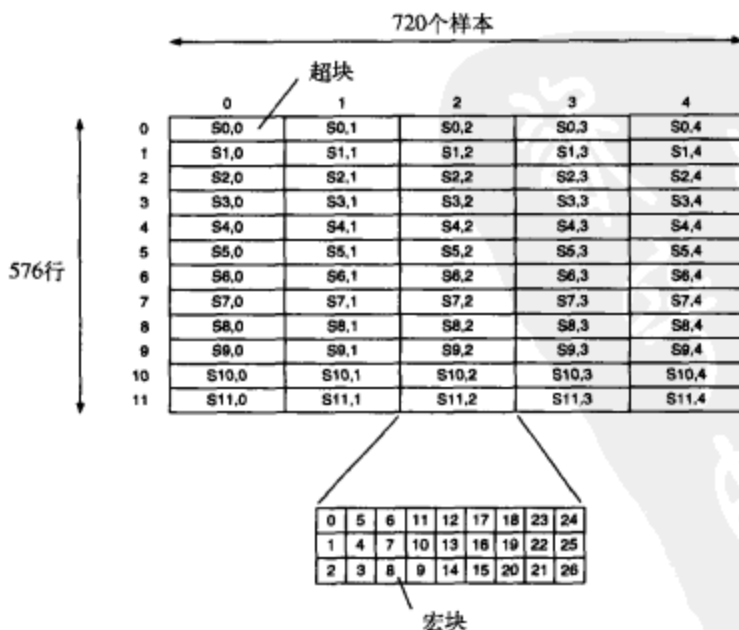 720个样本
超块
0 1 2 3 4
0 S0,0 S0,1 S0,2 S0,3 S0,4
1 S1,0 S1,1 S1,2 S1,3 S1,4
2 S2,0 S2,1 S2,2 S2,3 S2,4
3 S3,0 S3,1 S3,2 S3,3 S3,4
4 S4,0 S4,1 S4,2 S4,3 S4,4
5 S5,0 S5,1 S5,2 S5,3 S5,4
576行
6 S6,0 S6,1 S6,2 S6,3 S6,4
7 S7,0 S7,1 S7,2 S7,3 S7,4
8 S8,0 S8,1 S8,2 S8,3 S8,4
9 S9,0 S9,1 S9,2 S9,3 S9,4
10 S10,0 S10,1 S10,2 S10,3 S10,4
11 S11,0 S11,1 S11,2 S11,3 S11,4
0 5 6 11 12 17 18 23 24
1 4 7 10 13 16 19 22 25
2 3 8 9 14 15 20 21 26
宏块